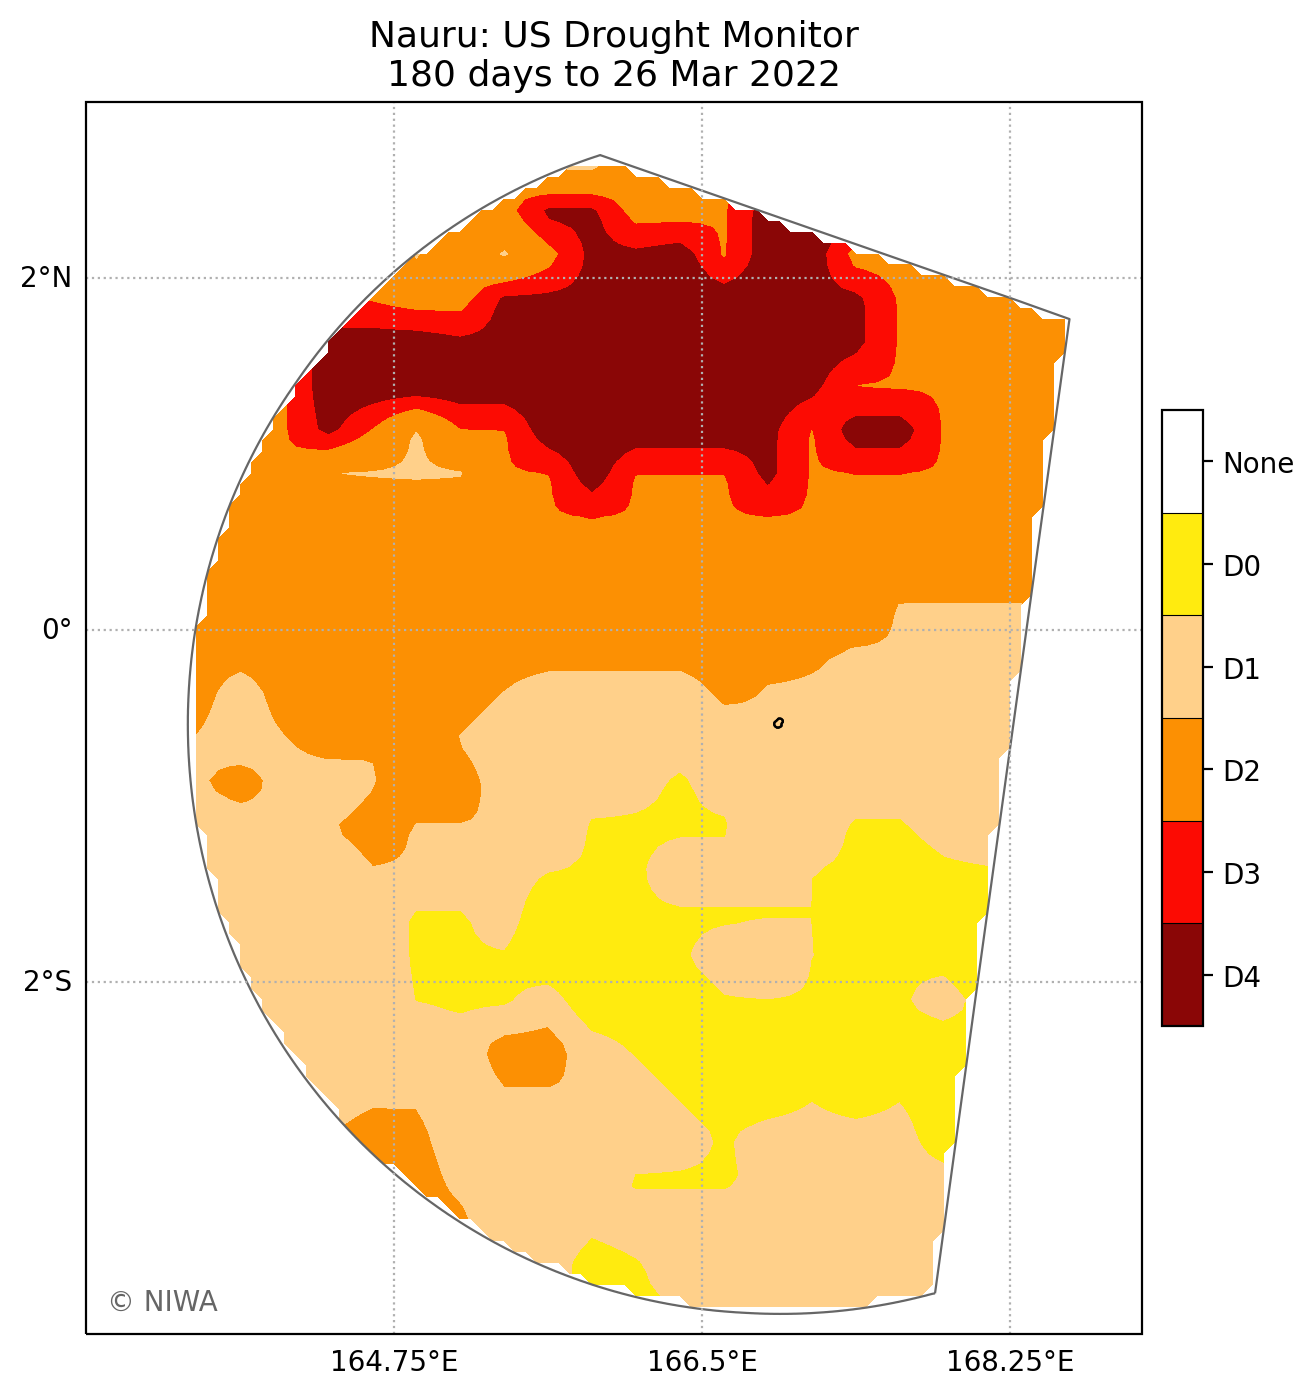 Nauru: US Drought Monitor
180 days to 26 Mar 2022
2°N
0°
2°S
164.75°E
166.5°E
168.25°E
None
D0
D1
D2
D3
D4
© NIWA